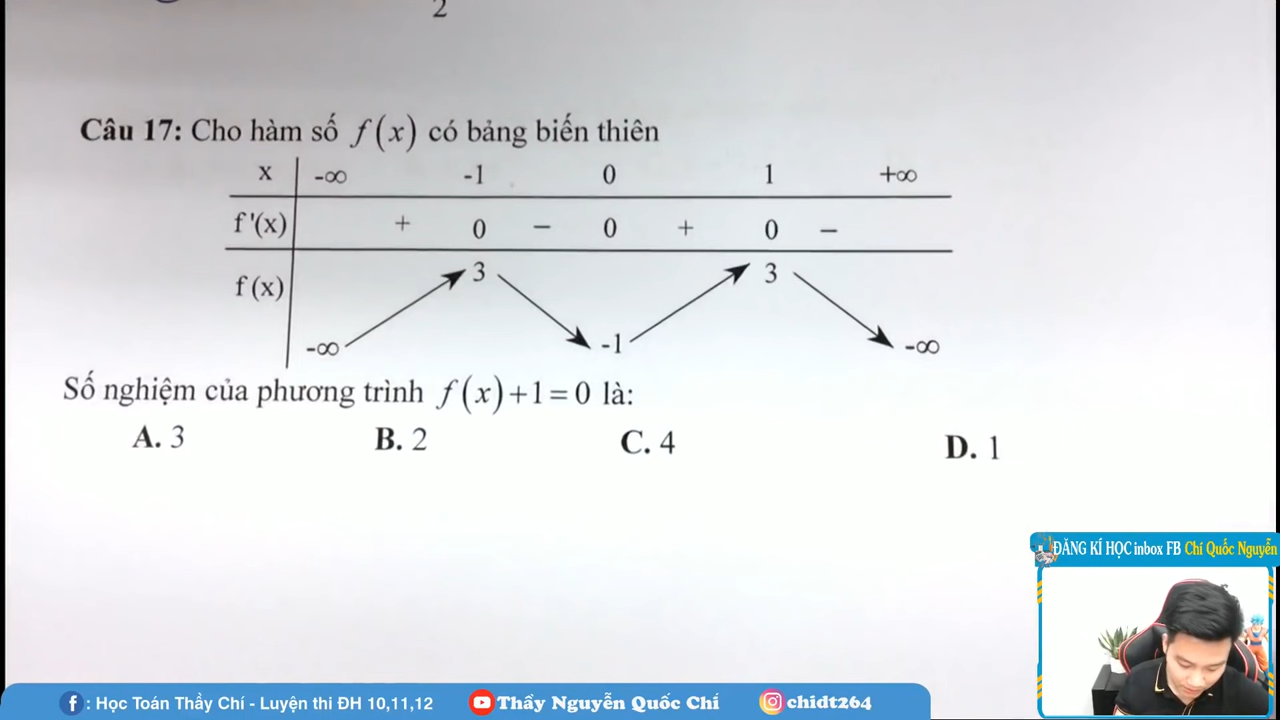 2
Câu 17: Cho hàm số f(x) có bảng biến thiên
x -∞ -1 0 1 +∞
f'(x) + 0 − 0 + 0 −
f(x) 3 3
-∞ -1 -∞
Số nghiệm của phương trình f(x)+1=0 là:
A. 3 B. 2 C. 4 D. 1
ĐĂNG KÍ HỌC inbox FB Chí Quốc Nguyễn
: Học Toán Thầy Chí - Luyện thi ĐH 10,11,12 Thầy Nguyễn Quốc Chí chidt264